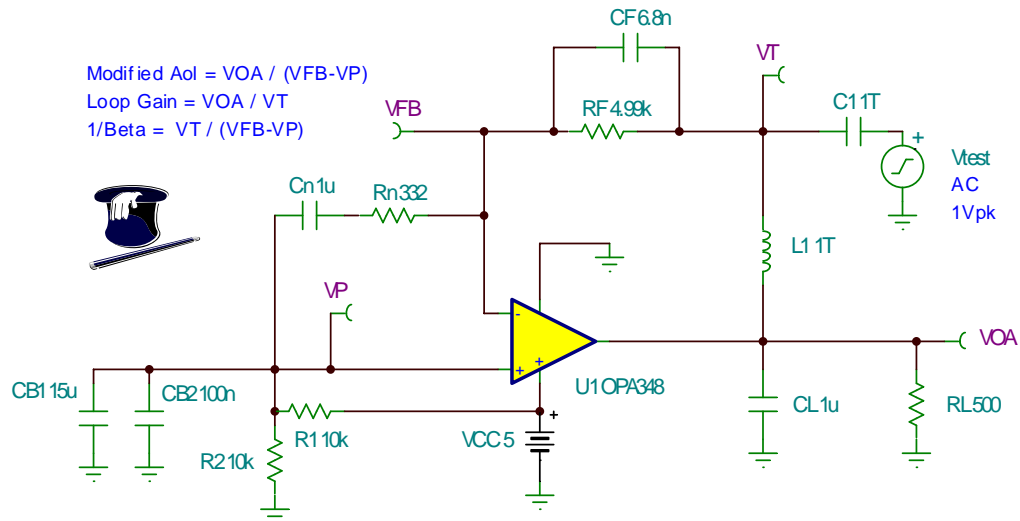 CF 6.8n
VT
Modified Aol = VOA / (VFB-VP)
Loop Gain = VOA / VT
1/Beta = VT / (VFB-VP)
VFB
RF 4.99k
C1 1T
+
Vtest
AC
1Vpk
Cn 1u
Rn 332
L1 1T
VP
-
+
+
VOA
U1 OPA348
CB1 15u
CB2 100n
R1 10k
VCC 5
+
CL 1u
RL 500
R2 10k